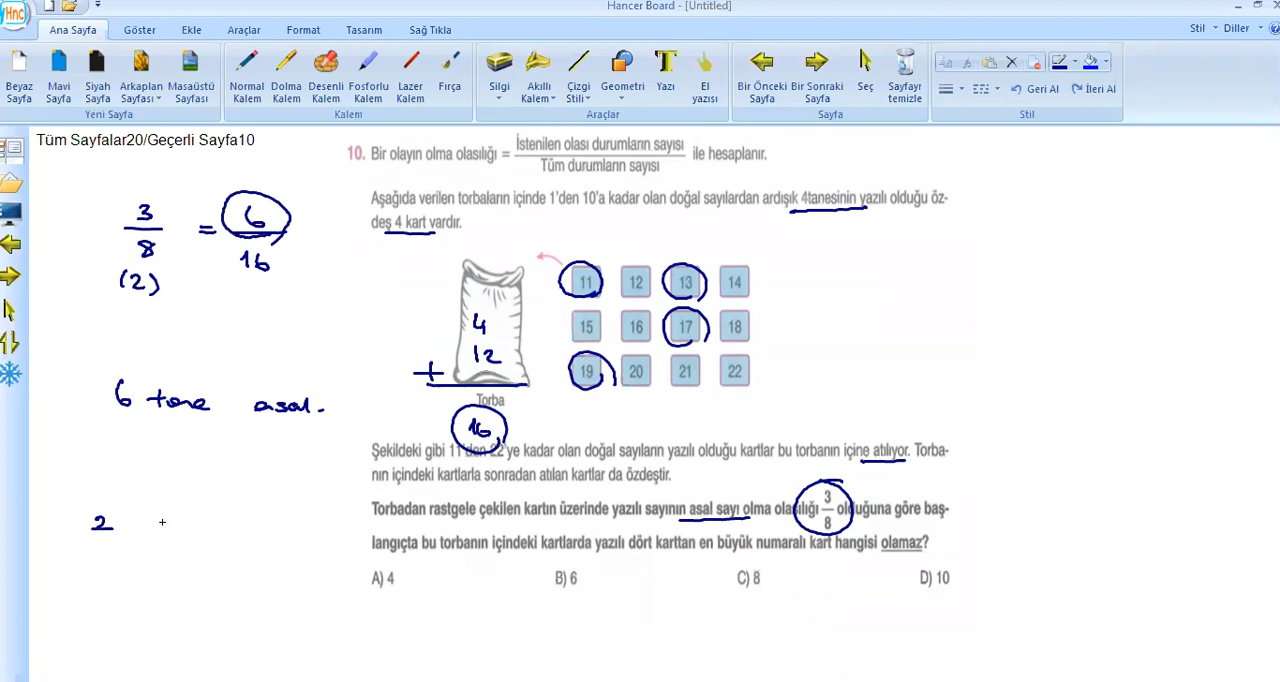 Hancer Board - [Untitled]
Hnc
Ana Sayfa Göster Ekle Araçlar Format Tasarım Sağ Tıkla Stil Diller
Beyaz Sayfa Mavi Sayfa Siyah Sayfa Arkaplan Sayfası Masaüstü Sayfası Normal Kalem Dolma Kalem Desenli Kalem Fosforlu Kalem Lazer Kalem Fırça Silgi Akıllı Kalem Çizgi Stili Geometri Yazı El yazısı Bir Önceki Sayfa Bir Sonraki Sayfa Seç Sayfayı temizle Geri Al İleri Al
Yeni Sayfa Kalem Araçlar Sayfa Stil
Tüm Sayfalar20/Geçerli Sayfa10
10. Bir olayın olma olasılığı = İstenilen olası durumların sayısı / Tüm durumların sayısı ile hesaplanır.
Aşağıda verilen torbaların içinde 1'den 10'a kadar olan doğal sayılardan ardışık 4tanesinin yazılı olduğu öz-
deş 4 kart vardır.
3/8 = 6/16
(2)
11 12 13 14
15 16 17 18
19 20 21 22
4
12
+
Torba
16
6 tane asal.
Şekildeki gibi 11'den 22'ye kadar olan doğal sayıların yazılı olduğu kartlar bu torbanın içine atılıyor. Torba-
nın içindeki kartlarla sonradan atılan kartlar da özdeştir.
Torbadan rastgele çekilen kartın üzerinde yazılı sayının asal sayı olma olasılığı 3/8 olduğuna göre baş-
langıçta bu torbanın içindeki kartlarda yazılı dört karttan en büyük numaralı kart hangisi olamaz?
2
A) 4 B) 6 C) 8 D) 10